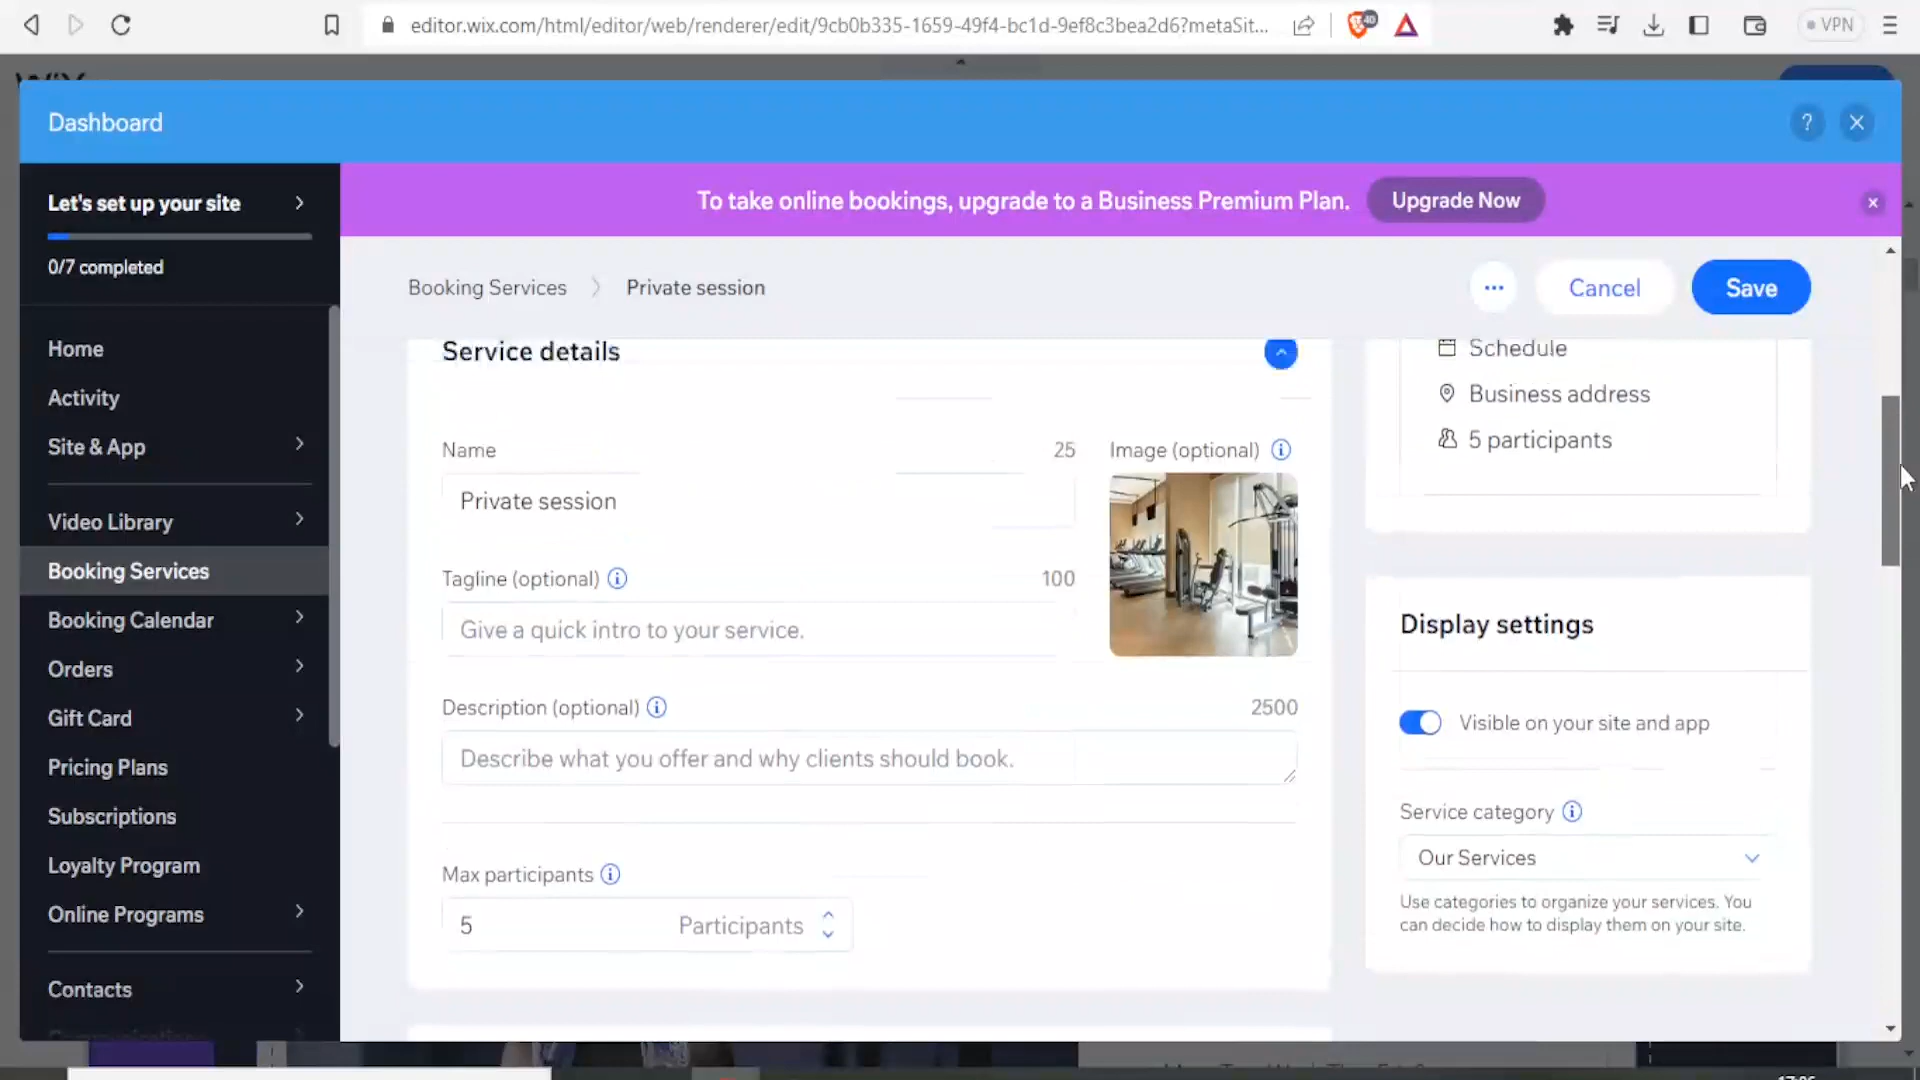 editor.wix.com/html/editor/web/renderer/edit/9cb0b335-1659-49f4-bc1d-9ef8c3bea2d6?metaSit...
40
VPN
Dashboard
?
Let's set up your site
0/7 completed
To take online bookings, upgrade to a Business Premium Plan.
Upgrade Now
Booking Services
Private session
...
Cancel
Save
Home
Activity
Site & App
Video Library
Booking Services
Booking Calendar
Orders
Gift Card
Pricing Plans
Subscriptions
Loyalty Program
Online Programs
Contacts
Service details
Name
25
Private session
Image (optional)
Tagline (optional)
100
Give a quick intro to your service.
Description (optional)
2500
Describe what you offer and why clients should book.
Max participants
5
Participants
Schedule
Business address
5 participants
Display settings
Visible on your site and app
Service category
Our Services
Use categories to organize your services. You
can decide how to display them on your site.